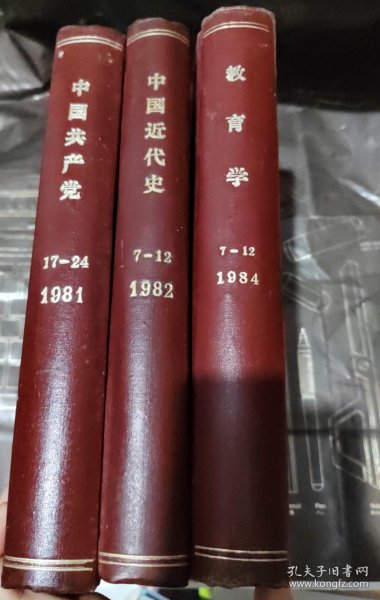 中国共产党
17-24
1981
中国近代史
7-12
1982
教育学
7-12
1984
孔夫子旧书网
www.kongfz.com